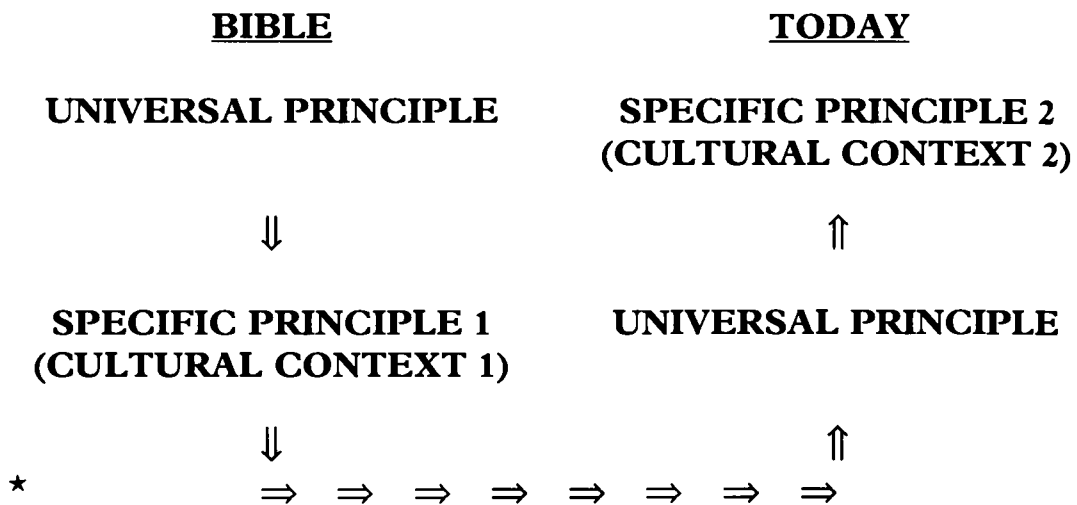 BIBLE TODAY
UNIVERSAL PRINCIPLE SPECIFIC PRINCIPLE 2
(CULTURAL CONTEXT 2)
⇓ ⇑
SPECIFIC PRINCIPLE 1 UNIVERSAL PRINCIPLE
(CULTURAL CONTEXT 1)
⇓ ⇑
★ ⇒ ⇒ ⇒ ⇒ ⇒ ⇒ ⇒ ⇒